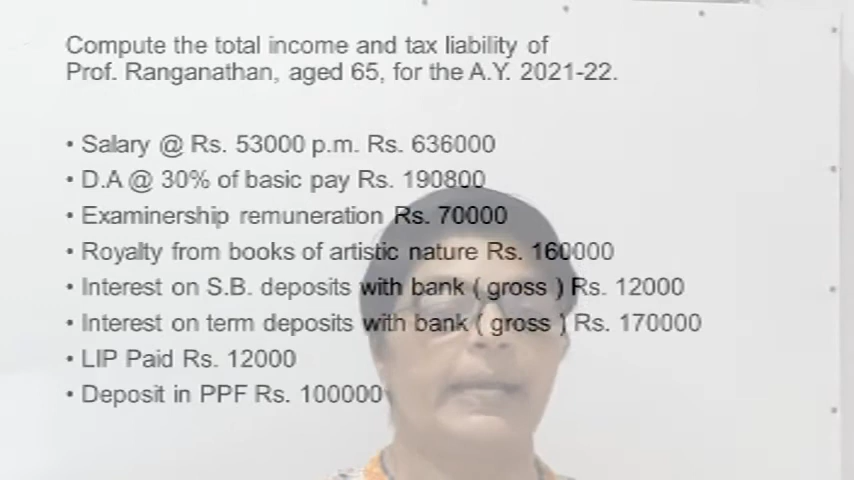 Compute the total income and tax liability of
Prof. Ranganathan, aged 65, for the A.Y. 2021-22.
• Salary @ Rs. 53000 p.m. Rs. 636000
• D.A @ 30% of basic pay Rs. 190800
• Examinership remuneration Rs. 70000
• Royalty from books of artistic nature Rs. 160000
• Interest on S.B. deposits with bank ( gross ) Rs. 12000
• Interest on term deposits with bank ( gross ) Rs. 170000
• LIP Paid Rs. 12000
• Deposit in PPF Rs. 100000